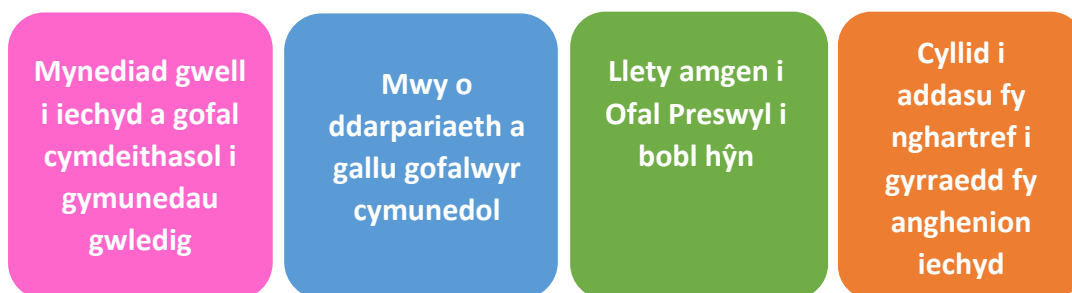 Mynediad gwell
i iechyd a gofal
cymdeithasol i
gymunedau
gwledig
Mwy o
ddarpariaeth a
gallu gofalwyr
cymunedol
Llety amgen i
Ofal Preswyl i
bobl hŷn
Cyllid i
addasu fy
nghartref i
gyrraedd fy
anghenion
iechyd